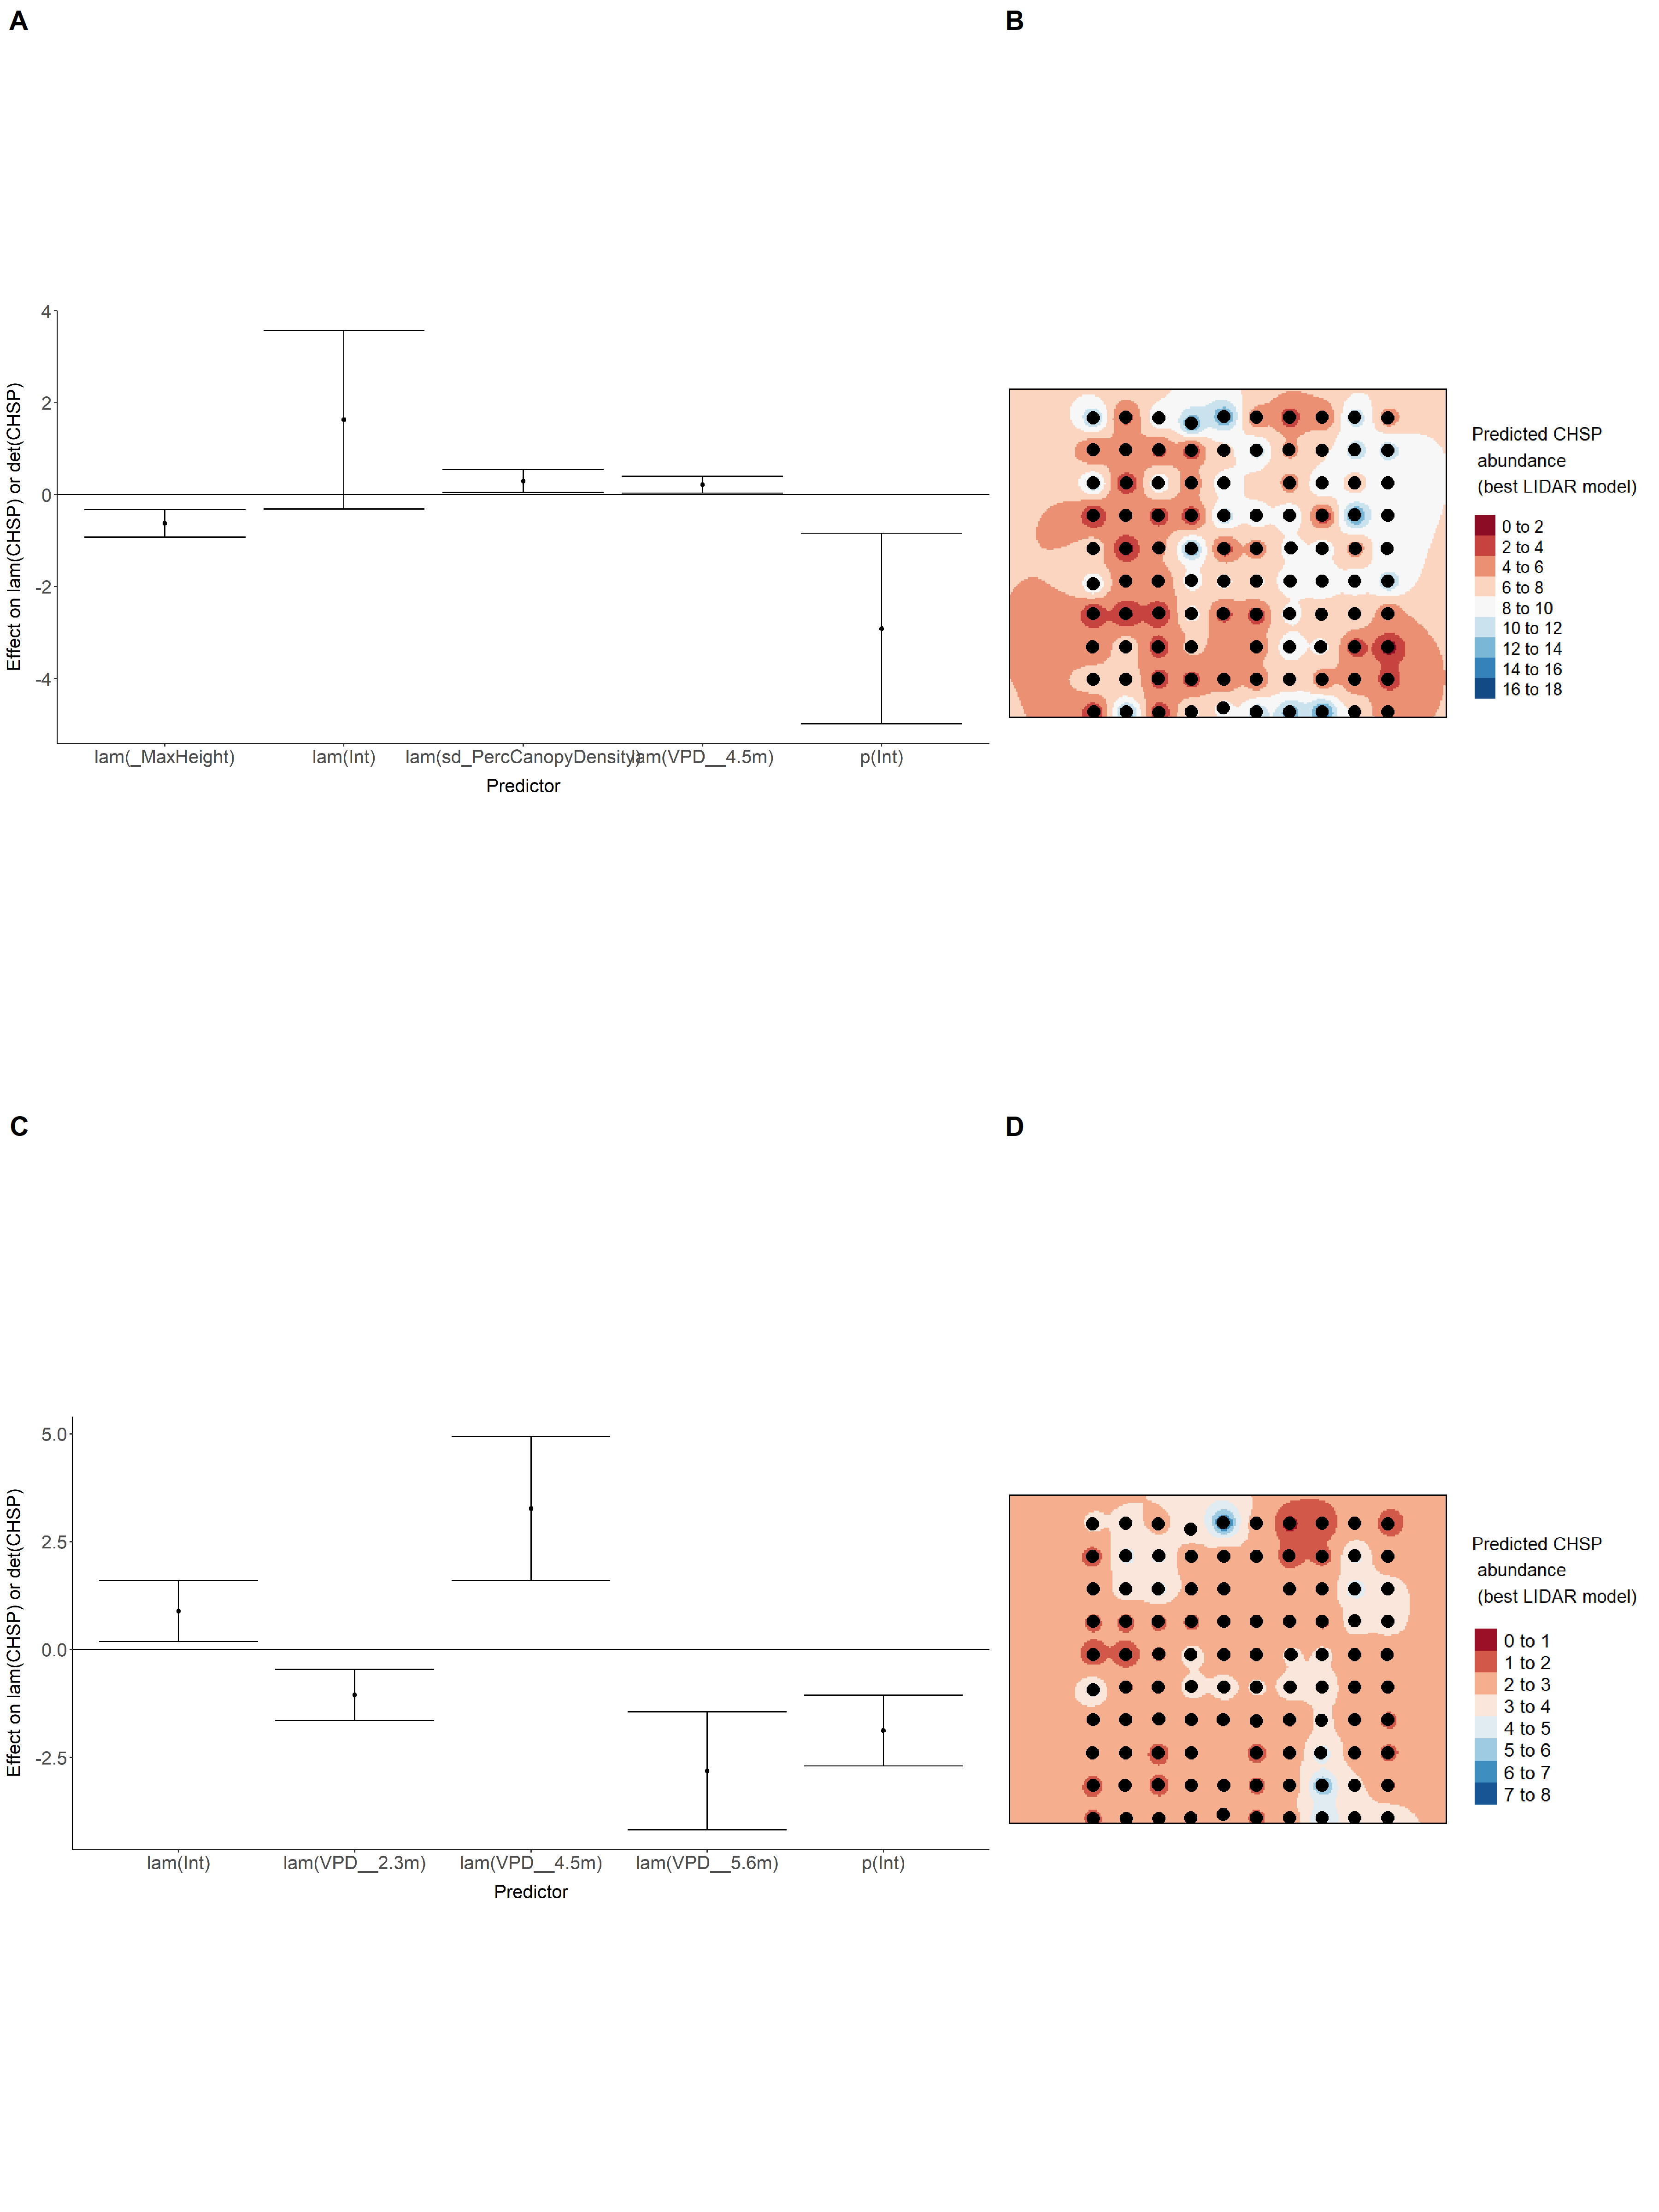 A
B
4
2
0
-2
-4
Effect on lam(CHSP) or det(CHSP)
lam(_MaxHeight)
lam(Int)
lam(sd_PercCanopyDensity)
lam(VPD__4.5m)
p(Int)
Predictor
Predicted CHSP
abundance
(best LIDAR model)
0 to 2
2 to 4
4 to 6
6 to 8
8 to 10
10 to 12
12 to 14
14 to 16
16 to 18
C
D
5.0
2.5
0.0
-2.5
Effect on lam(CHSP) or det(CHSP)
lam(Int)
lam(VPD__2.3m)
lam(VPD__4.5m)
lam(VPD__5.6m)
p(Int)
Predictor
Predicted CHSP
abundance
(best LIDAR model)
0 to 1
1 to 2
2 to 3
3 to 4
4 to 5
5 to 6
6 to 7
7 to 8